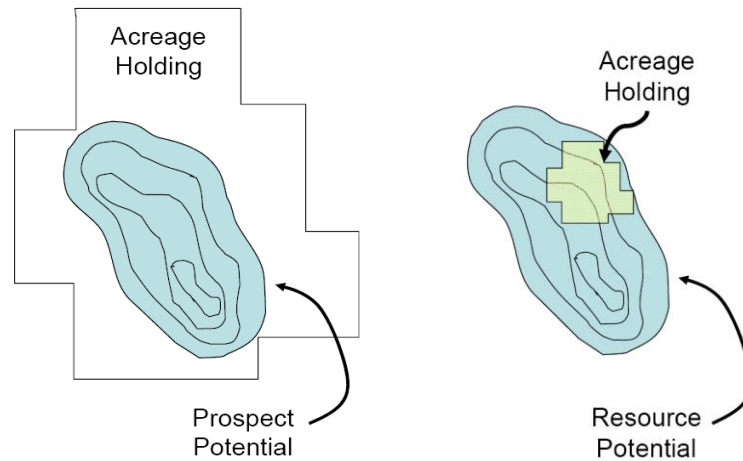 Acreage
Holding
Prospect
Potential
Acreage
Holding
Resource
Potential